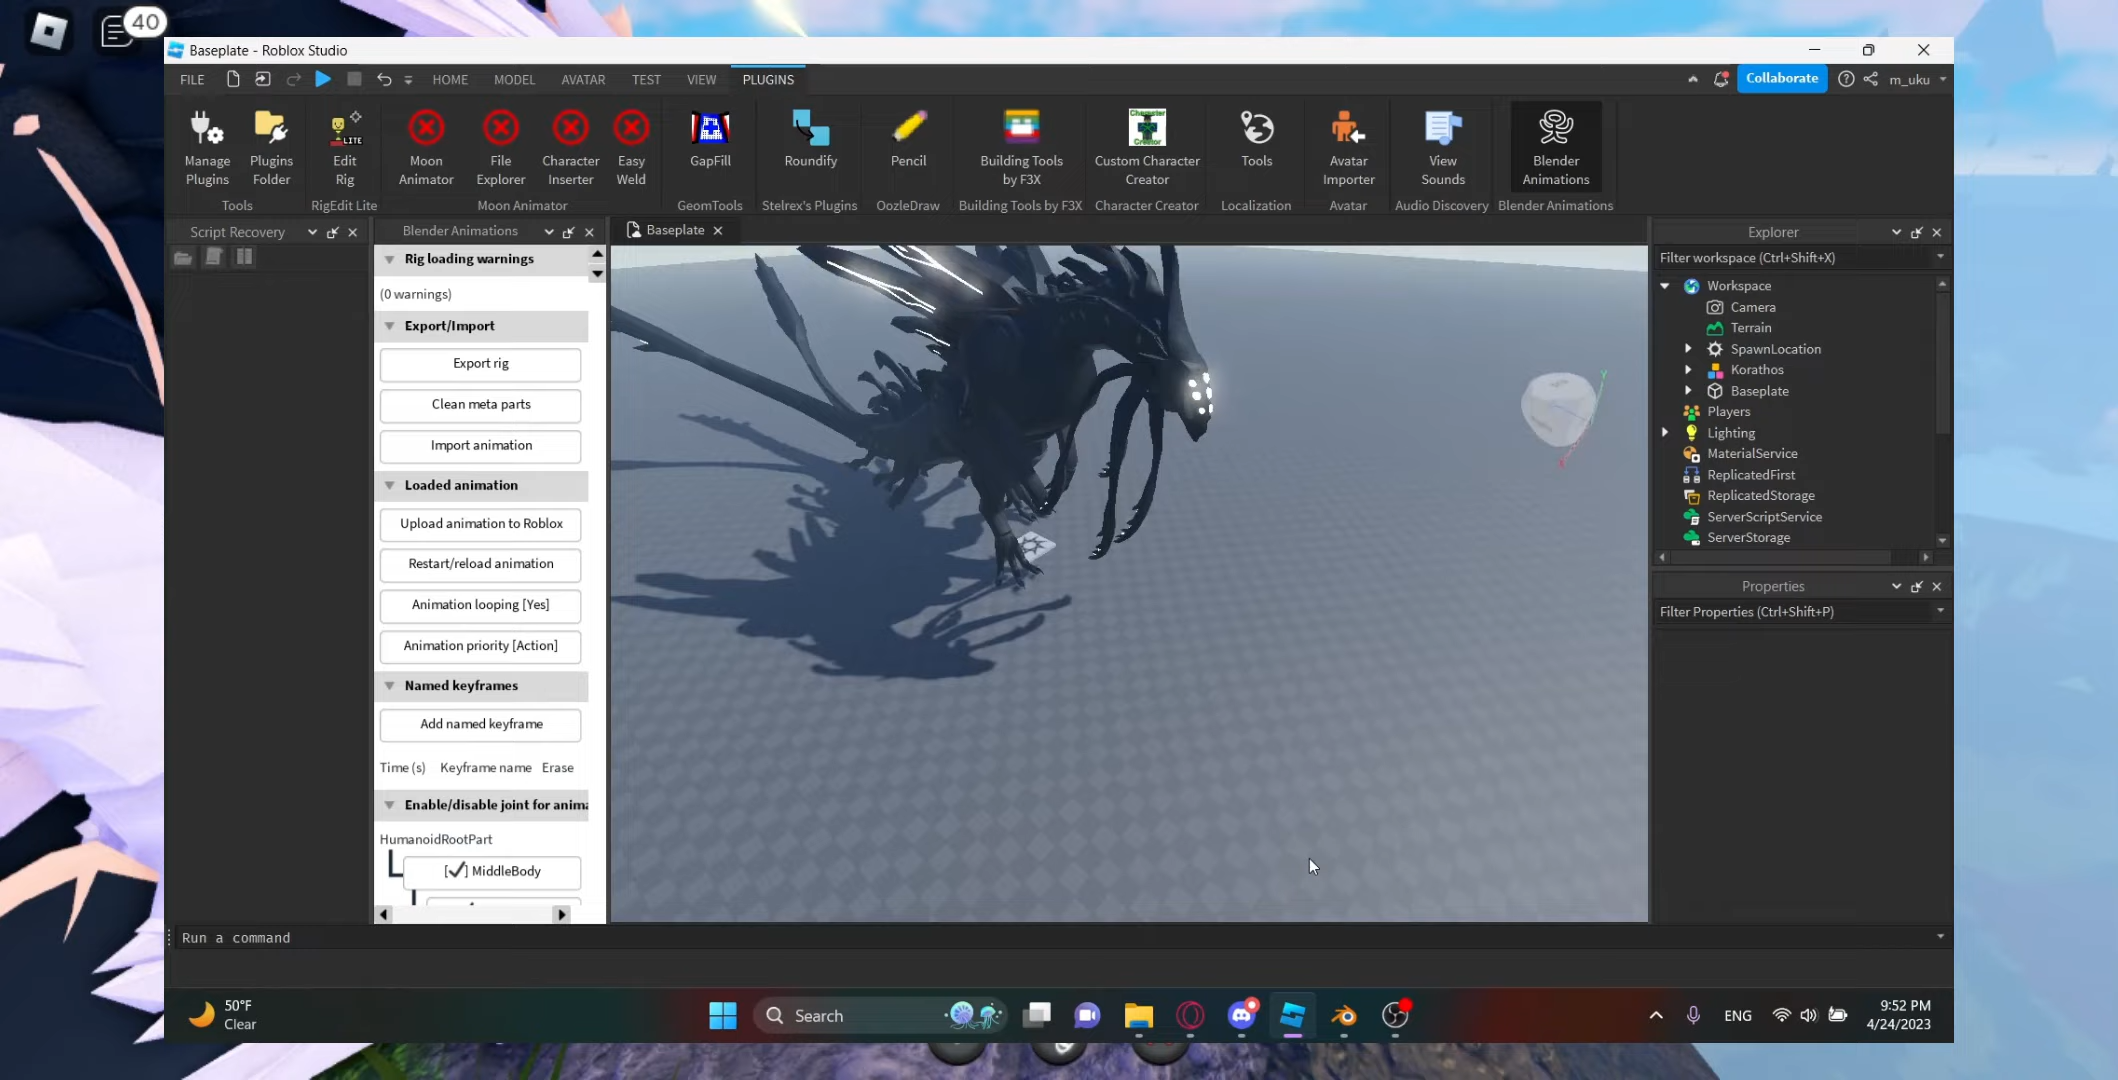 40
Baseplate - Roblox Studio
FILE HOME MODEL AVATAR TEST VIEW PLUGINS Collaborate m_uku
Manage Plugins
Plugins Folder
Edit Rig
LITE
Moon Animator
File Explorer
Character Inserter
Easy Weld
GapFill
Roundify
Pencil
Building Tools by F3X
Character Creator
Custom Character Creator
Tools
Avatar Importer
View Sounds
Blender Animations
Tools RigEdit Lite Moon Animator GeomTools Stelrex's Plugins OozleDraw Building Tools by F3X Character Creator Localization Avatar Audio Discovery Blender Animations
Script Recovery
Blender Animations
Rig loading warnings
(0 warnings)
Export/Import
Export rig
Clean meta parts
Import animation
Loaded animation
Upload animation to Roblox
Restart/reload animation
Animation looping [Yes]
Animation priority [Action]
Named keyframes
Add named keyframe
Time (s) Keyframe name Erase
Enable/disable joint for anima
HumanoidRootPart
[✓] MiddleBody
Baseplate
Y
X
Explorer
Filter workspace (Ctrl+Shift+X)
Workspace
Camera
Terrain
SpawnLocation
Korathos
Baseplate
Players
Lighting
MaterialService
ReplicatedFirst
ReplicatedStorage
ServerScriptService
ServerStorage
Properties
Filter Properties (Ctrl+Shift+P)
Run a command
50°F
Clear
Search
ENG
9:52 PM
4/24/2023